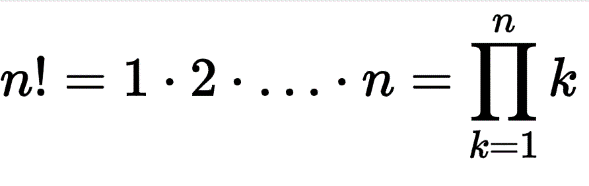 n! = 1 · 2 · . . . · n = ∏_{k=1}^{n} k